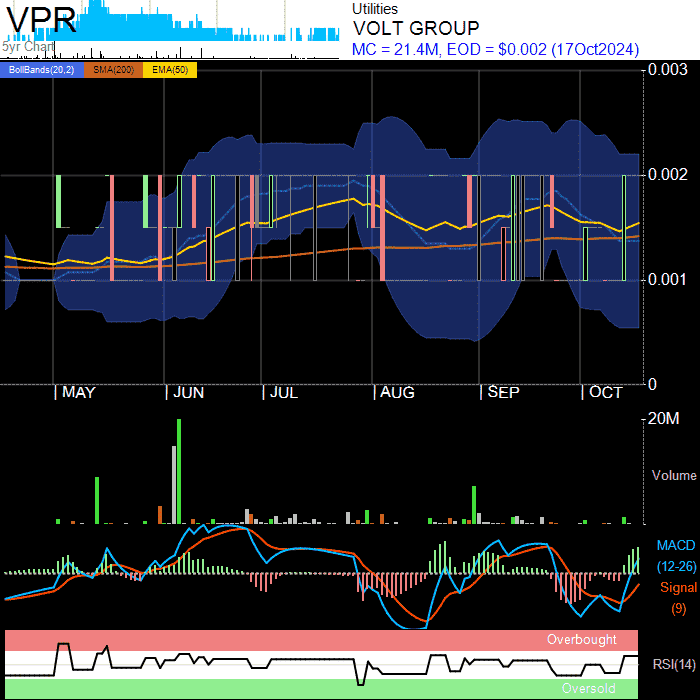 VPR
5yr Chart
Utilities
VOLT GROUP
MC = 21.4M, EOD = $0.002 (17Oct2024)
BollBands(20,2) SMA(200) EMA(50)
0.003
0.002
0.001
0
MAY JUN JUL AUG SEP OCT
20M
Volume
MACD
(12-26)
Signal
(9)
Overbought
RSI(14)
Oversold